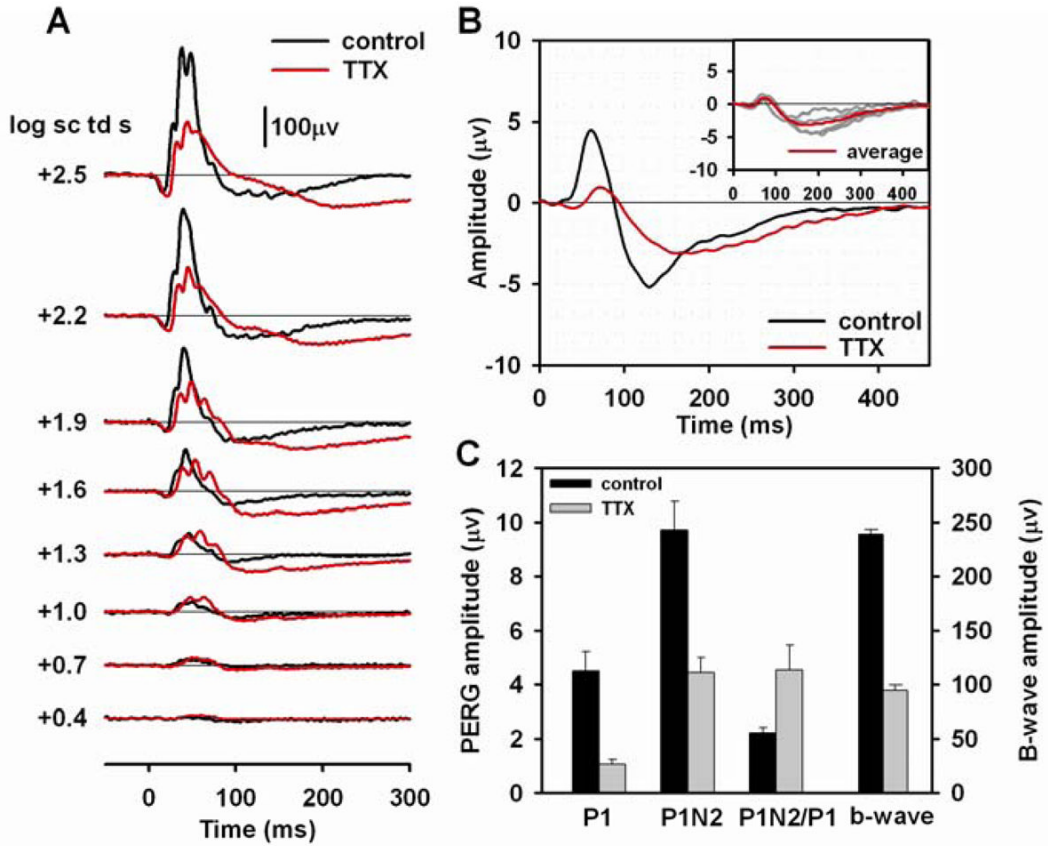 A
control
TTX
log sc td s
100μv
+2.5
+2.2
+1.9
+1.6
+1.3
+1.0
+0.7
+0.4
0 100 200 300
Time (ms)
B
10
5
0
-5
-10
Amplitude (μv)
5
0
-5
-10
average
0 100 200 300 400
control
TTX
0 100 200 300 400
Time (ms)
C
12
10
8
6
4
2
0
PERG amplitude (μv)
control
TTX
300
250
200
150
100
50
0
B-wave amplitude (μv)
P1 P1N2 P1N2/P1 b-wave